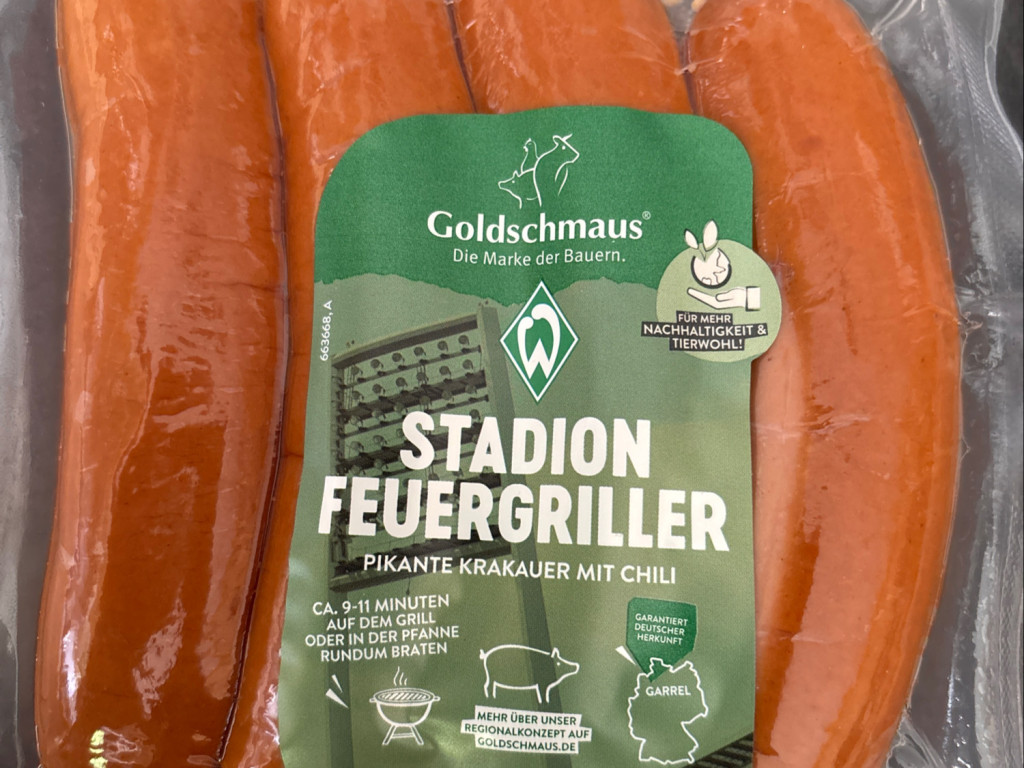 Goldschmaus®
Die Marke der Bauern.
663668, A
FÜR MEHR
NACHHALTIGKEIT &
TIERWOHL!
W
STADION
FEUERGRILLER
PIKANTE KRAKAUER MIT CHILI
CA. 9-11 MINUTEN
AUF DEM GRILL
ODER IN DER PFANNE
RUNDUM BRATEN
MEHR ÜBER UNSER
REGIONALKONZEPT AUF
GOLDSCHMAUS.DE
GARANTIERT
DEUTSCHER
HERKUNFT
GARREL